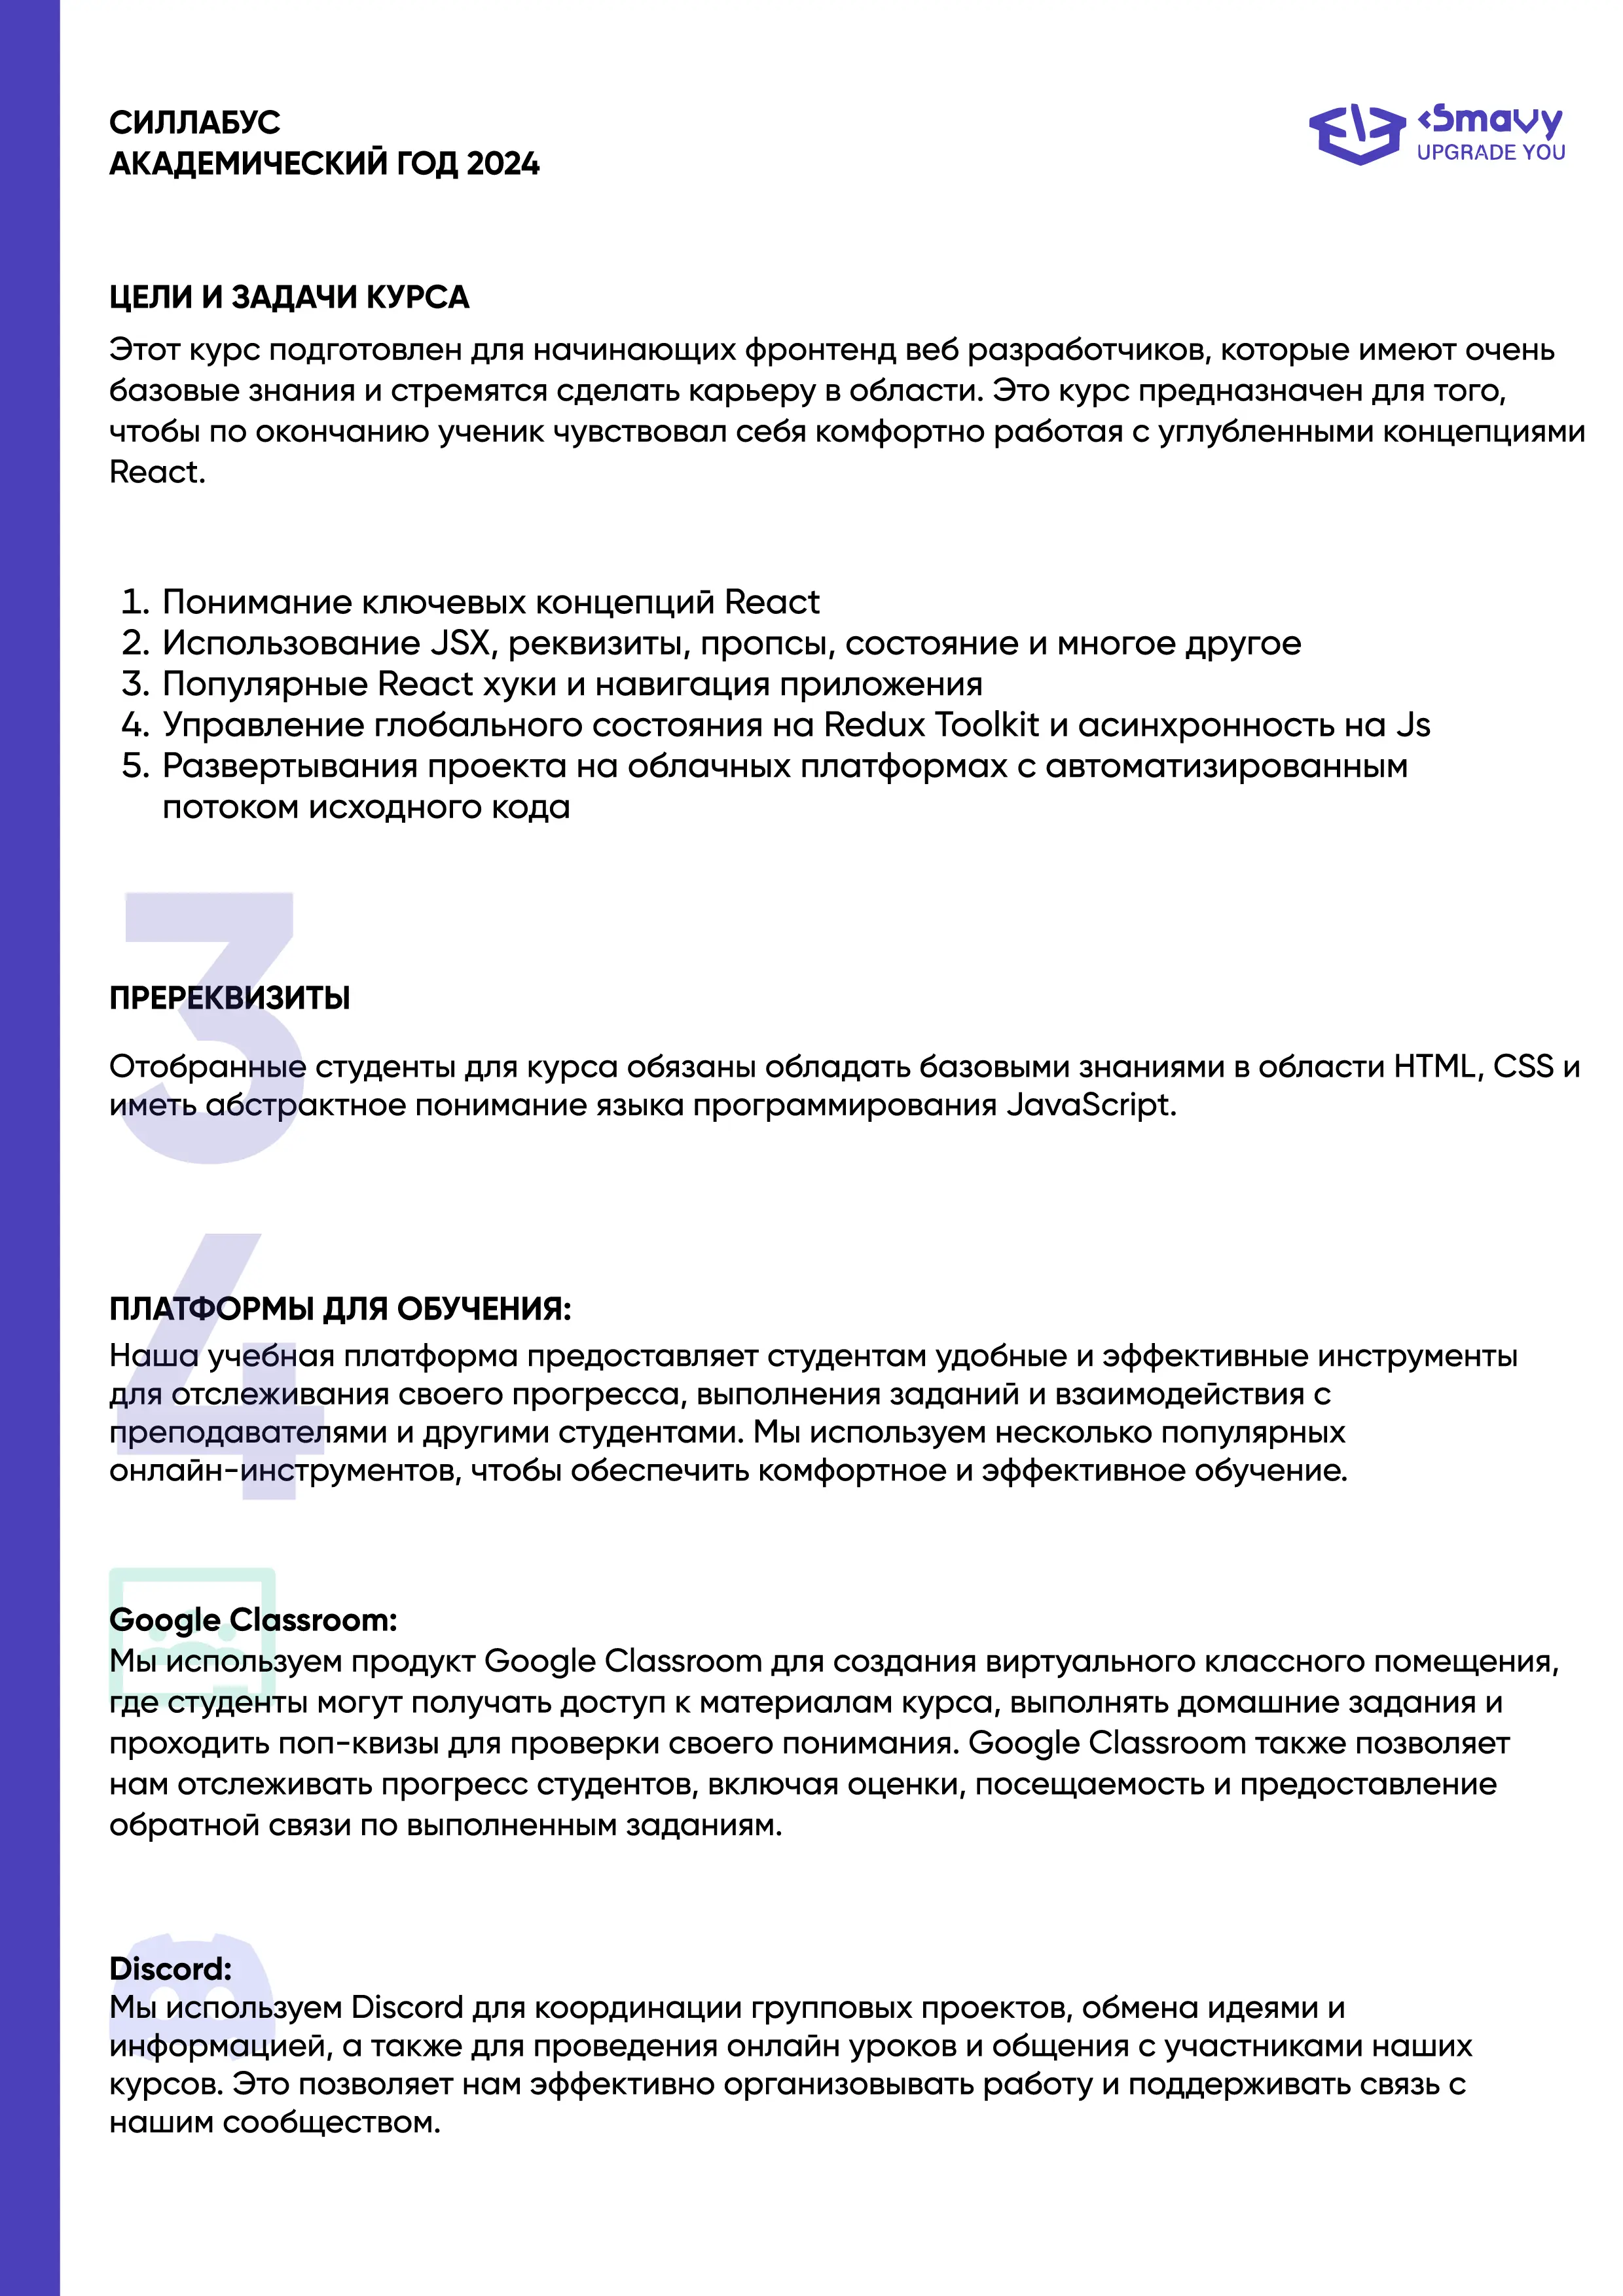 СИЛЛАБУС
АКАДЕМИЧЕСКИЙ ГОД 2024
<Smavy
UPGRADE YOU
ЦЕЛИ И ЗАДАЧИ КУРСА
Этот курс подготовлен для начинающих фронтенд веб разработчиков, которые имеют очень
базовые знания и стремятся сделать карьеру в области. Это курс предназначен для того,
чтобы по окончанию ученик чувствовал себя комфортно работая с углубленными концепциями
React.
1. Понимание ключевых концепций React
2. Использование JSX, реквизиты, пропсы, состояние и многое другое
3. Популярные React хуки и навигация приложения
4. Управление глобального состояния на Redux Toolkit и асинхронность на Js
5. Развертывания проекта на облачных платформах с автоматизированным
потоком исходного кода
3
ПРЕРЕКВИЗИТЫ
Отобранные студенты для курса обязаны обладать базовыми знаниями в области HTML, CSS и
иметь абстрактное понимание языка программирования JavaScript.
4
ПЛАТФОРМЫ ДЛЯ ОБУЧЕНИЯ:
Наша учебная платформа предоставляет студентам удобные и эффективные инструменты
для отслеживания своего прогресса, выполнения заданий и взаимодействия с
преподавателями и другими студентами. Мы используем несколько популярных
онлайн-инструментов, чтобы обеспечить комфортное и эффективное обучение.
Google Classroom:
Мы используем продукт Google Classroom для создания виртуального классного помещения,
где студенты могут получать доступ к материалам курса, выполнять домашние задания и
проходить поп-квизы для проверки своего понимания. Google Classroom также позволяет
нам отслеживать прогресс студентов, включая оценки, посещаемость и предоставление
обратной связи по выполненным заданиям.
Discord:
Мы используем Discord для координации групповых проектов, обмена идеями и
информацией, а также для проведения онлайн уроков и общения с участниками наших
курсов. Это позволяет нам эффективно организовывать работу и поддерживать связь с
нашим сообществом.